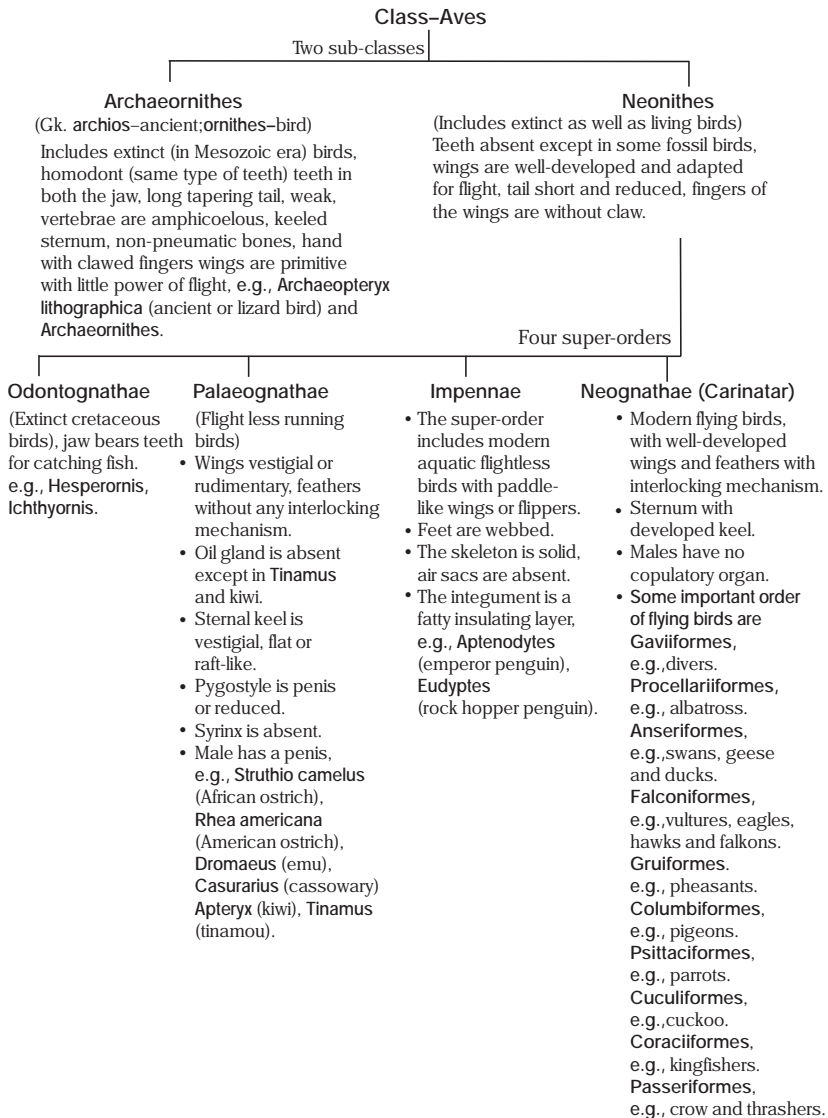 Class–Aves
Two sub-classes
Archaeornithes
(Gk. archios–ancient;ornithes–bird)
Includes extinct (in Mesozoic era) birds,
homodont (same type of teeth) teeth in
both the jaw, long tapering tail, weak,
vertebrae are amphicoelous, keeled
sternum, non-pneumatic bones, hand
with clawed fingers wings are primitive
with little power of flight, e.g., Archaeopteryx
lithographica (ancient or lizard bird) and
Archaeornithes.
Neonithes
(Includes extinct as well as living birds)
Teeth absent except in some fossil birds,
wings are well-developed and adapted
for flight, tail short and reduced, fingers of
the wings are without claw.
Four super-orders
Odontognathae
(Extinct cretaceous
birds), jaw bears teeth
for catching fish.
e.g., Hesperornis,
Ichthyornis.
Palaeognathae
(Flight less running
birds)
• Wings vestigial or
rudimentary, feathers
without any interlocking
mechanism.
• Oil gland is absent
except in Tinamus
and kiwi.
• Sternal keel is
vestigial, flat or
raft-like.
• Pygostyle is penis
or reduced.
• Syrinx is absent.
• Male has a penis,
e.g., Struthio camelus
(African ostrich),
Rhea americana
(American ostrich),
Dromaeus (emu),
Casurarius (cassowary)
Apteryx (kiwi), Tinamus
(tinamou).
Impennae
• The super-order
includes modern
aquatic flightless
birds with paddle-
like wings or flippers.
• Feet are webbed.
• The skeleton is solid,
air sacs are absent.
• The integument is a
fatty insulating layer,
e.g., Aptenodytes
(emperor penguin),
Eudyptes
(rock hopper penguin).
Neognathae (Carinatar)
• Modern flying birds,
with well-developed
wings and feathers with
interlocking mechanism.
• Sternum with
developed keel.
• Males have no
copulatory organ.
• Some important order
of flying birds are
Gaviiformes,
e.g.,divers.
Procellariiformes,
e.g., albatross.
Anseriformes,
e.g.,swans, geese
and ducks.
Falconiformes,
e.g.,vultures, eagles,
hawks and falkons.
Gruiformes.
e.g., pheasants.
Columbiformes,
e.g., pigeons.
Psittaciformes,
e.g., parrots.
Cuculiformes,
e.g.,cuckoo.
Coraciiformes,
e.g., kingfishers.
Passeriformes,
e.g., crow and thrashers.